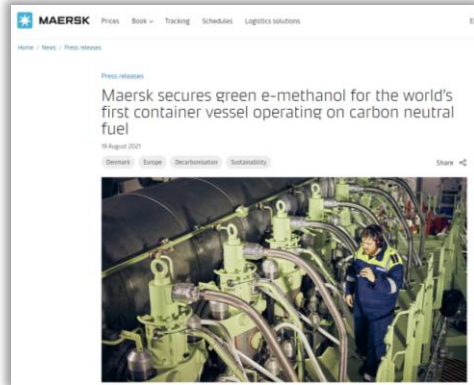 MAERSK Prices Book Tracking Schedules Logistics solutions
Home / News / Press releases
Press releases
Maersk secures green e-methanol for the world's
first container vessel operating on carbon neutral
fuel
18 August 2021
Denmark Europe Decarbonisation Sustainability Share